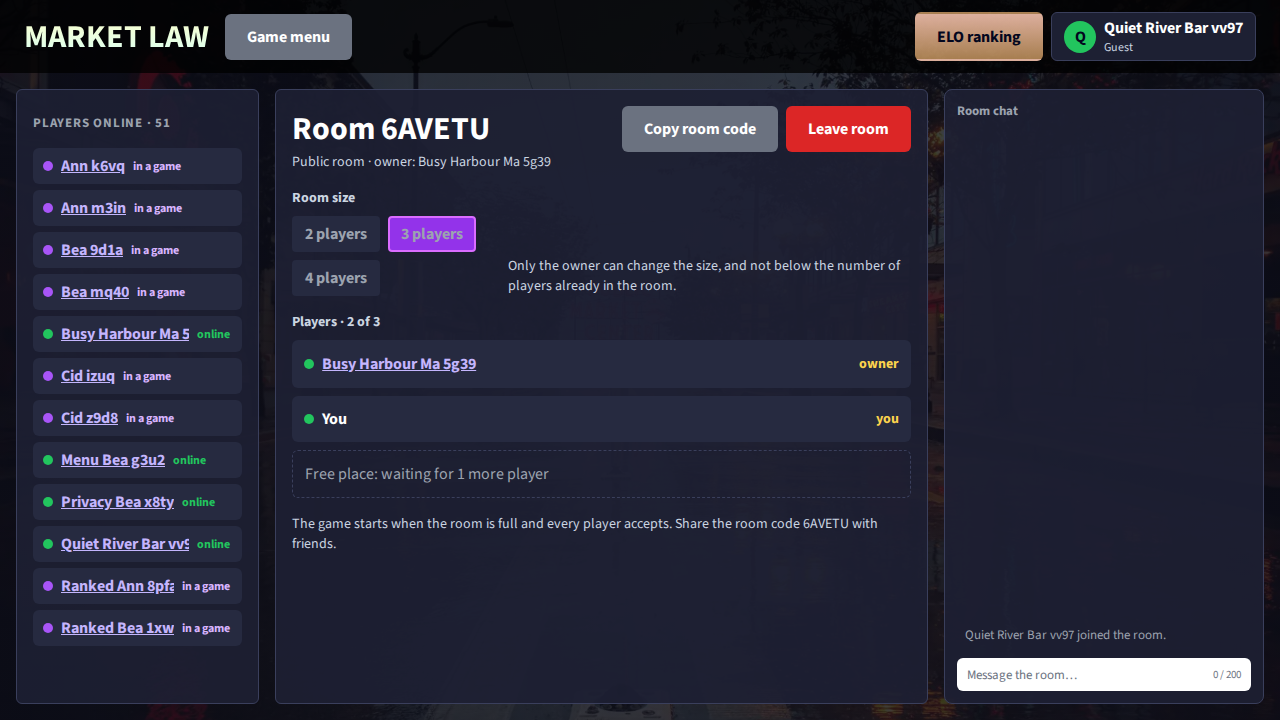 MARKET LAW
Game menu
ELO ranking
Q
Quiet River Bar vv97
Guest
PLAYERS ONLINE · 51
Ann k6vq in a game
Ann m3in in a game
Bea 9d1a in a game
Bea mq40 in a game
Busy Harbour Ma 5 online
Cid izuq in a game
Cid z9d8 in a game
Menu Bea g3u2 online
Privacy Bea x8ty online
Quiet River Bar vv9 online
Ranked Ann 8pfa in a game
Ranked Bea 1xw in a game
Room 6AVETU
Copy room code
Leave room
Public room · owner: Busy Harbour Ma 5g39
Room size
2 players
3 players
4 players
Only the owner can change the size, and not below the number of
players already in the room.
Players · 2 of 3
Busy Harbour Ma 5g39 owner
You you
Free place: waiting for 1 more player
The game starts when the room is full and every player accepts. Share the room code 6AVETU with
friends.
Room chat
Quiet River Bar vv97 joined the room.
Message the room… 0 / 200